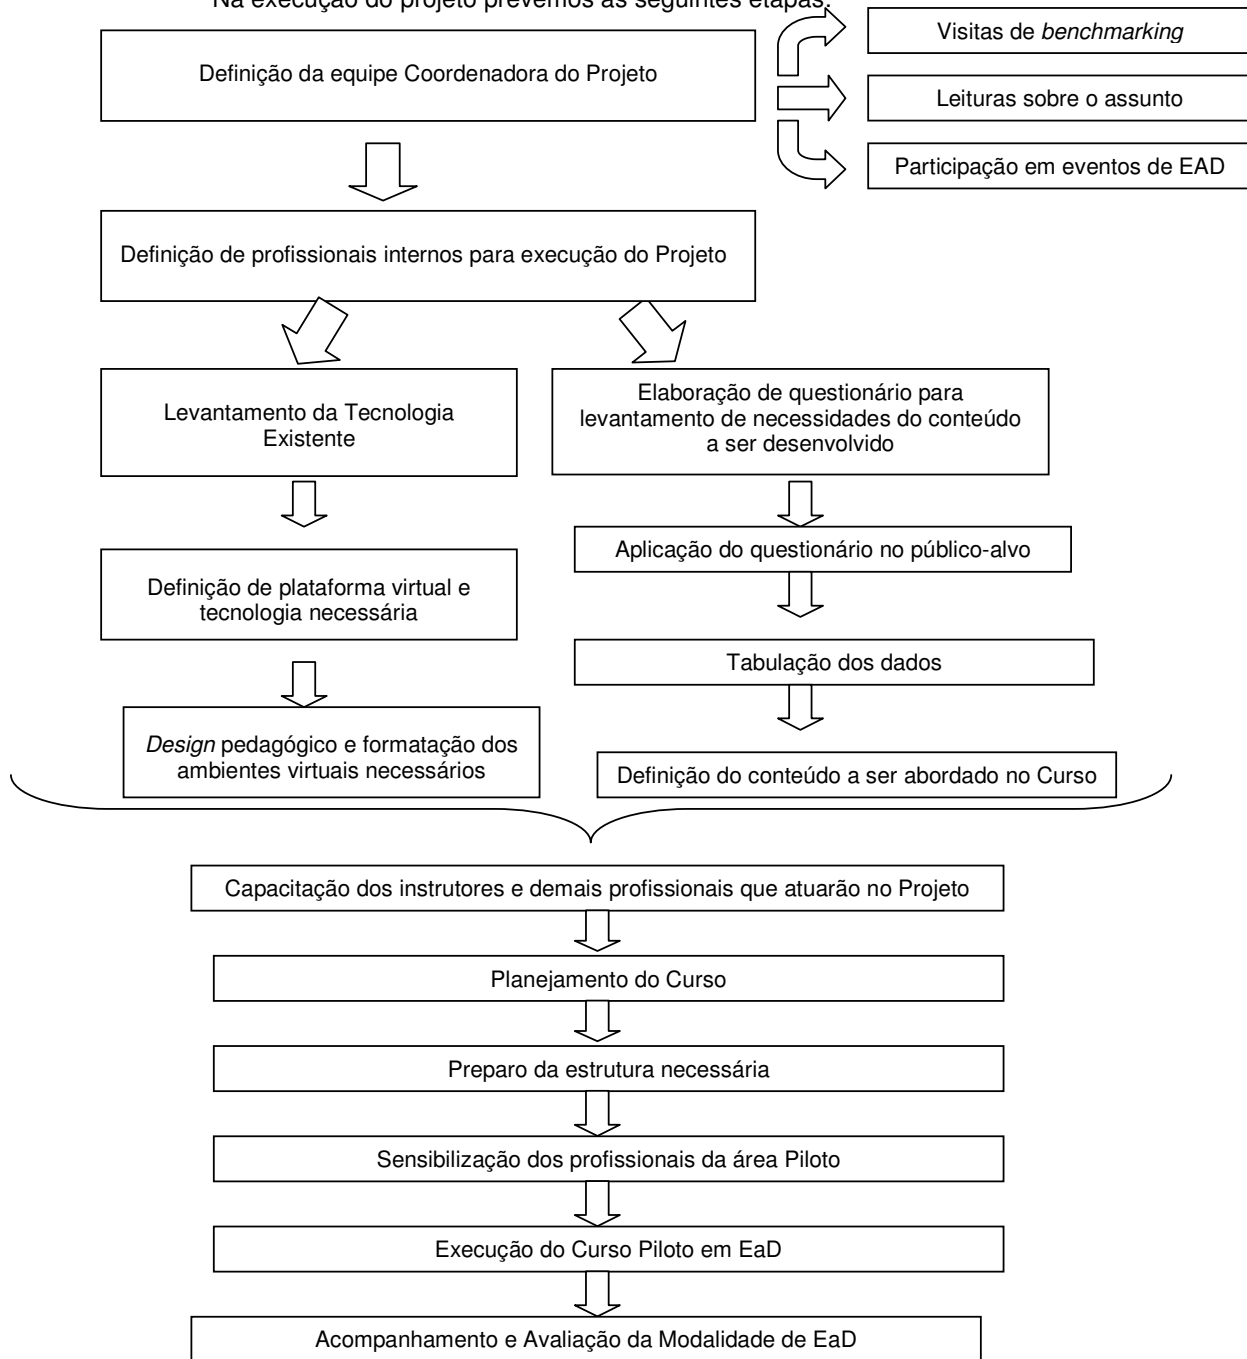 Na execução do projeto prevemos as seguintes etapas:
Definição da equipe Coordenadora do Projeto
Visitas de benchmarking
Leituras sobre o assunto
Participação em eventos de EAD
Definição de profissionais internos para execução do Projeto
Levantamento da Tecnologia
Existente
Definição de plataforma virtual e
tecnologia necessária
Design pedagógico e formatação dos
ambientes virtuais necessários
Elaboração de questionário para
levantamento de necessidades do conteúdo
a ser desenvolvido
Aplicação do questionário no público-alvo
Tabulação dos dados
Definição do conteúdo a ser abordado no Curso
Capacitação dos instrutores e demais profissionais que atuarão no Projeto
Planejamento do Curso
Preparo da estrutura necessária
Sensibilização dos profissionais da área Piloto
Execução do Curso Piloto em EaD
Acompanhamento e Avaliação da Modalidade de EaD